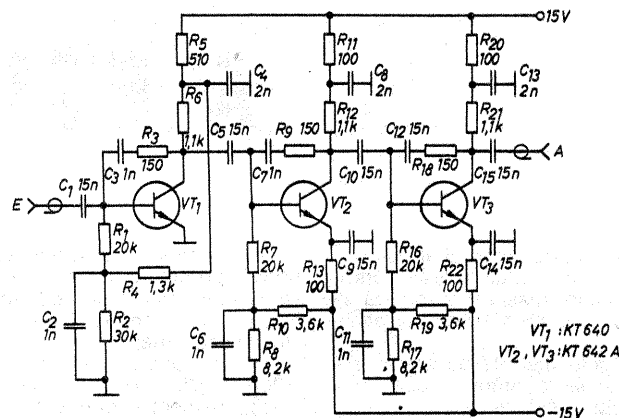 15V
R5
510
R11
100
R20
100
C4
2n
C8
2n
C13
2n
R6
1,1k
R12
1,1k
R21
1,1k
R3
150
C3 1n
C5 15n
R9 150
C7 1n
C12 15n
R18 150
C10 15n
C15 15n
E
C1 15n
VT1
VT2
VT3
A
R1
20k
R7
20k
R16
20k
R4 1,3k
C9 15n
C14 15n
R13
100
R22
100
C2
1n
R2
30k
R10 3,6k
R19 3,6k
C6
1n
R8
8,2k
C11
1n
R17
8,2k
VT1 : KT 640
VT2, VT3 : KT 642 A
-15V